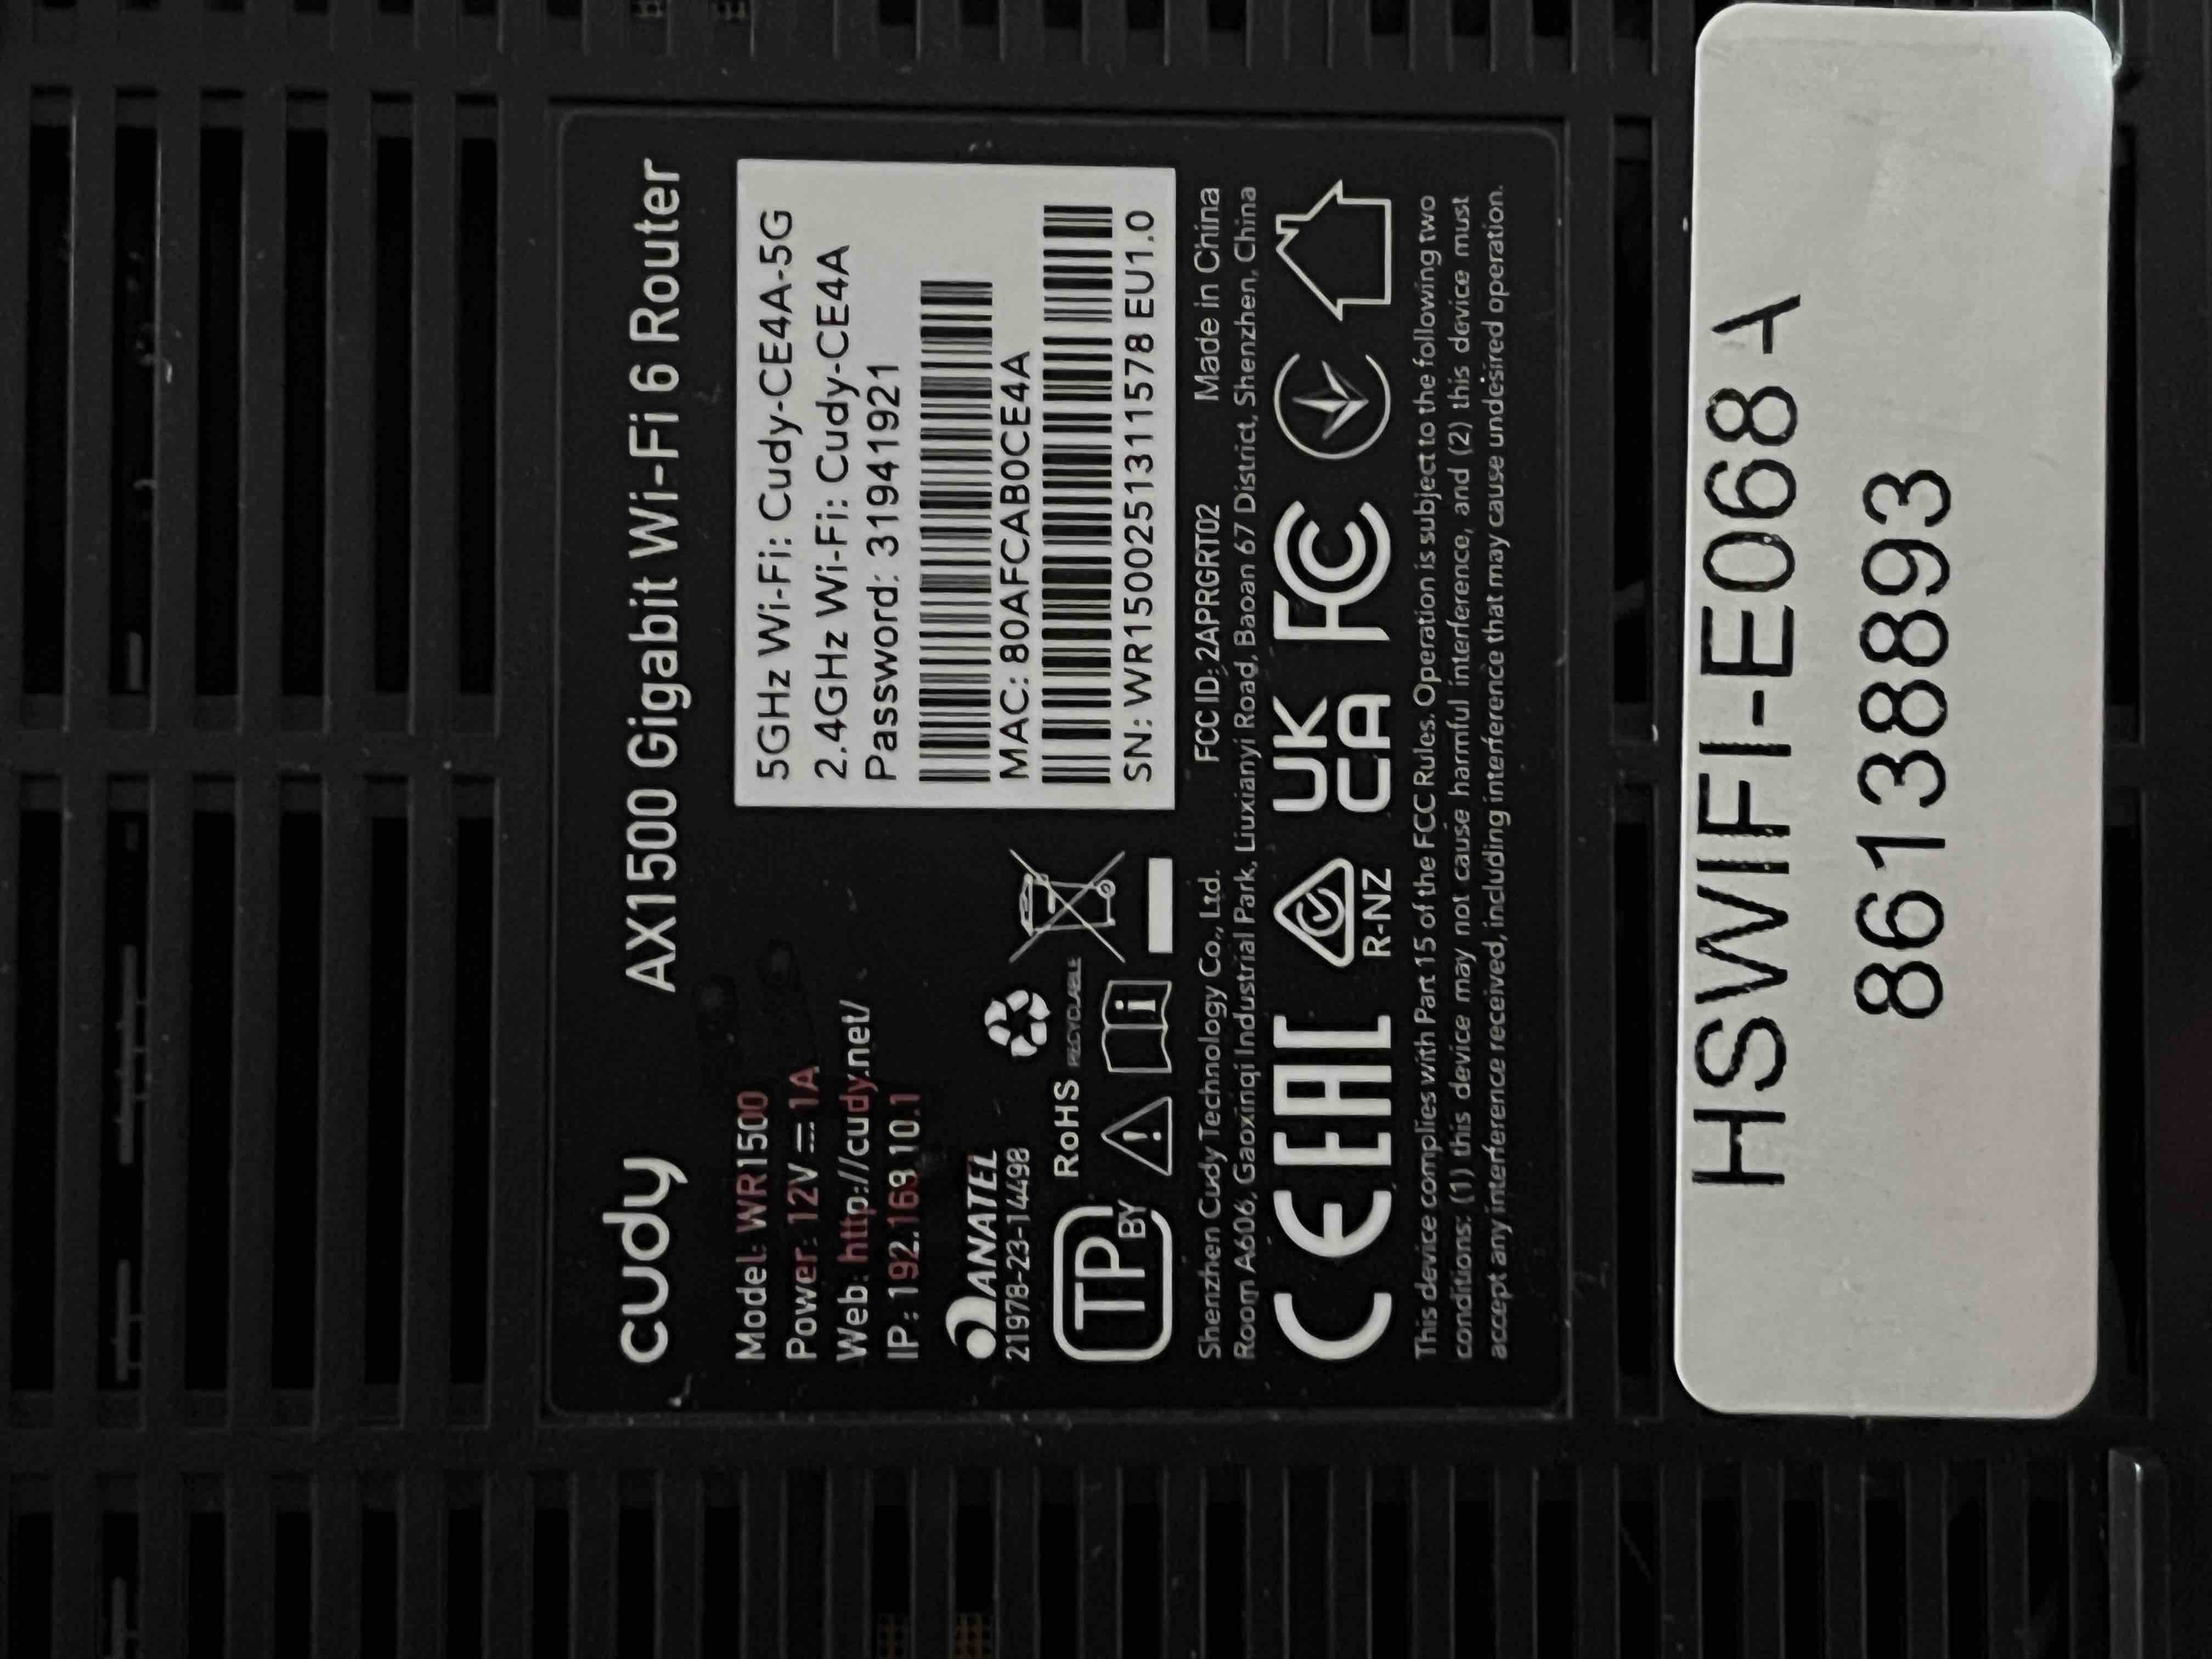 cudy
AX1500 Gigabit Wi-Fi 6 Router
Model: WR1500
Power: 12V ⎓ 1A
Web: http://cudy.net/
IP: 192.168.10.1
5GHz Wi-Fi: Cudy-CE4A-5G
2.4GHz Wi-Fi: Cudy-CE4A
Password: 31941921
MAC: 80AFCAB0CE4A
SN: WR1500251311578 EU1.0
ANATEL
21978-23-14498
RoHS
RECYCLABLE
TP
BY
Shenzhen Cudy Technology Co., Ltd. FCC ID: 2APRGRT02 Made in China
Room A606, Gaoxinqi Industrial Park, Liuxianyi Road, Baoan 67 District, Shenzhen, China
CE EAC R-NZ UK CA FC
This device complies with Part 15 of the FCC Rules. Operation is subject to the following two
conditions: (1) this device may not cause harmful interference, and (2) this device must
accept any interference received, including interference that may cause undesired operation.
HSWIFI-E068 A
86138893